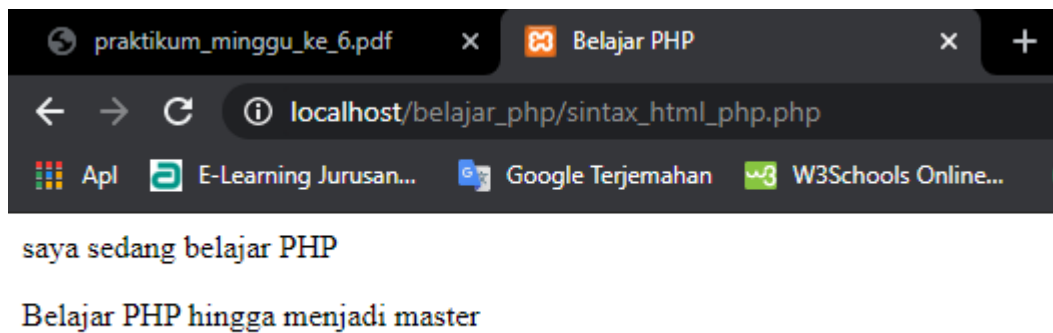 praktikum_minggu_ke_6.pdf Belajar PHP
localhost/belajar_php/sintax_html_php.php
Apl E-Learning Jurusan... Google Terjemahan W3Schools Online...
saya sedang belajar PHP
Belajar PHP hingga menjadi master